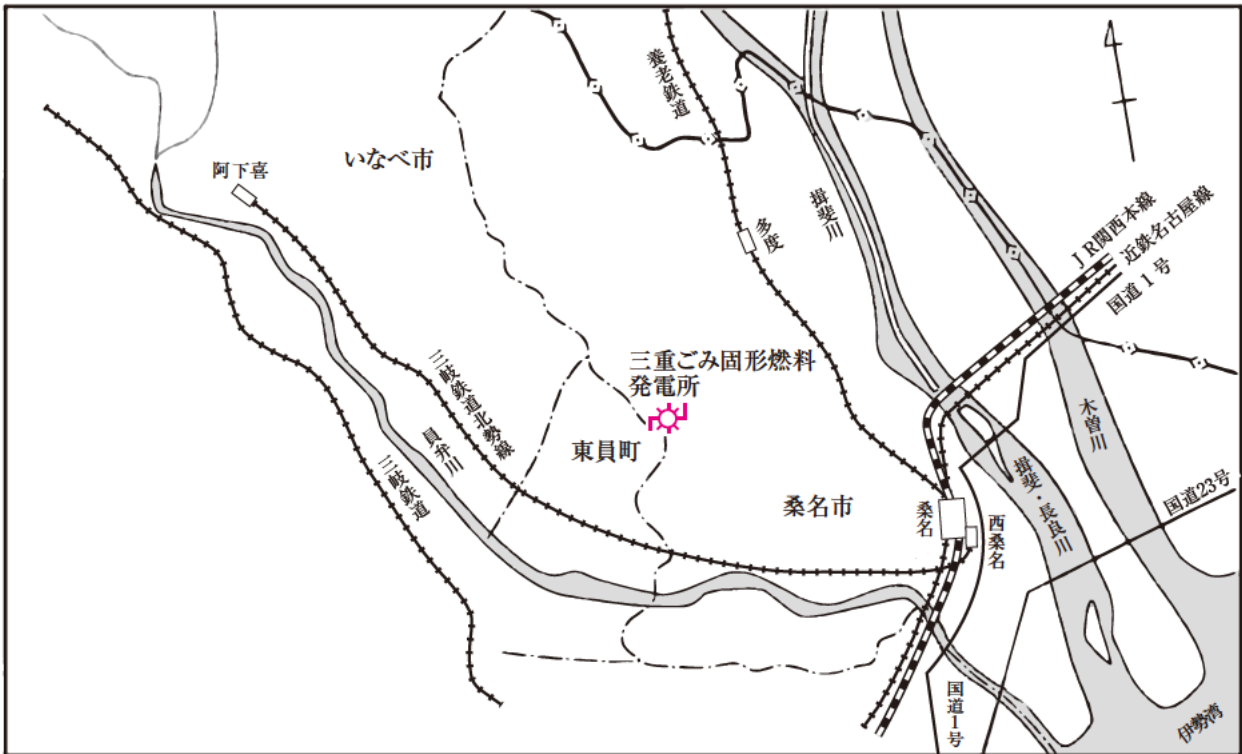 養老鉄道
いなべ市
阿下喜
揖斐川
多度
JR関西本線
近鉄名古屋線
国道1号
三重ごみ固形燃料
発電所
三岐鉄道北勢線
員弁川
三岐鉄道
東員町
木曽川
桑名市
桑名
西桑名
揖斐・長良川
国道23号
国道1号
伊勢湾